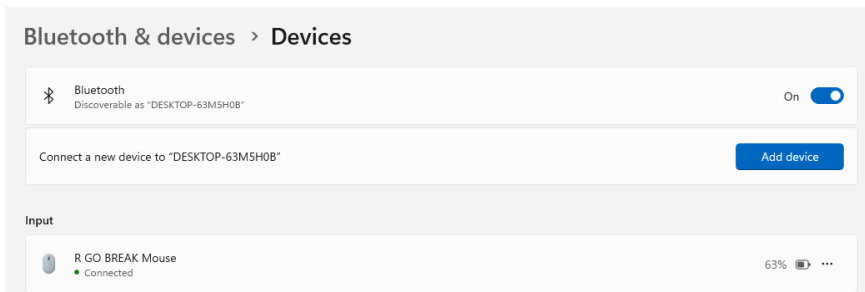 Bluetooth & devices > Devices
Bluetooth
Discoverable as "DESKTOP-63M5H0B"
On
Connect a new device to "DESKTOP-63M5H0B"
Add device
Input
R GO BREAK Mouse
Connected
63%